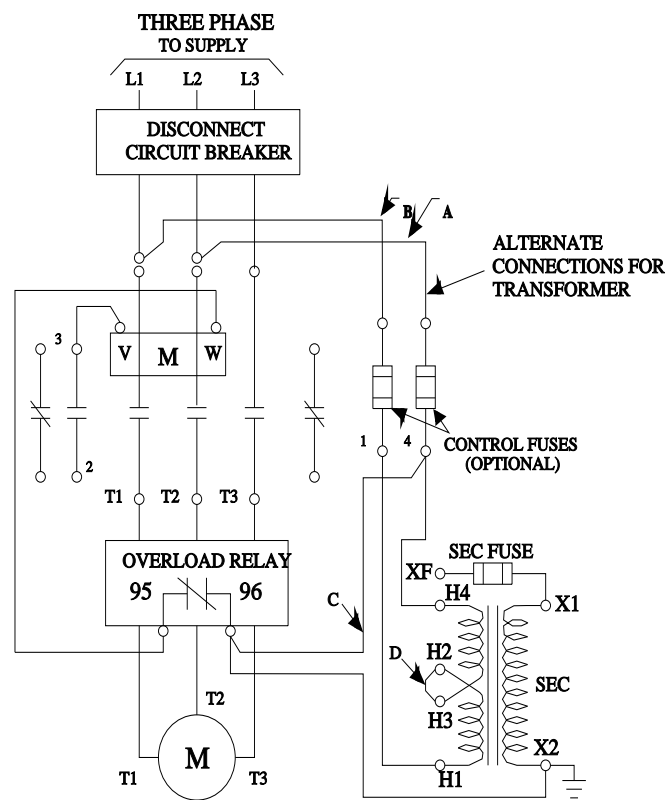 THREE PHASE
TO SUPPLY
L1 L2 L3
DISCONNECT
CIRCUIT BREAKER
B A
ALTERNATE
CONNECTIONS FOR
TRANSFORMER
3
V M W
1 4
CONTROL FUSES
(OPTIONAL)
2
T1 T2 T3
OVERLOAD RELAY
95 96
SEC FUSE
XF
H4 X1
C
D H2
SEC
H3
T2
M
T1 T3
X2
H1